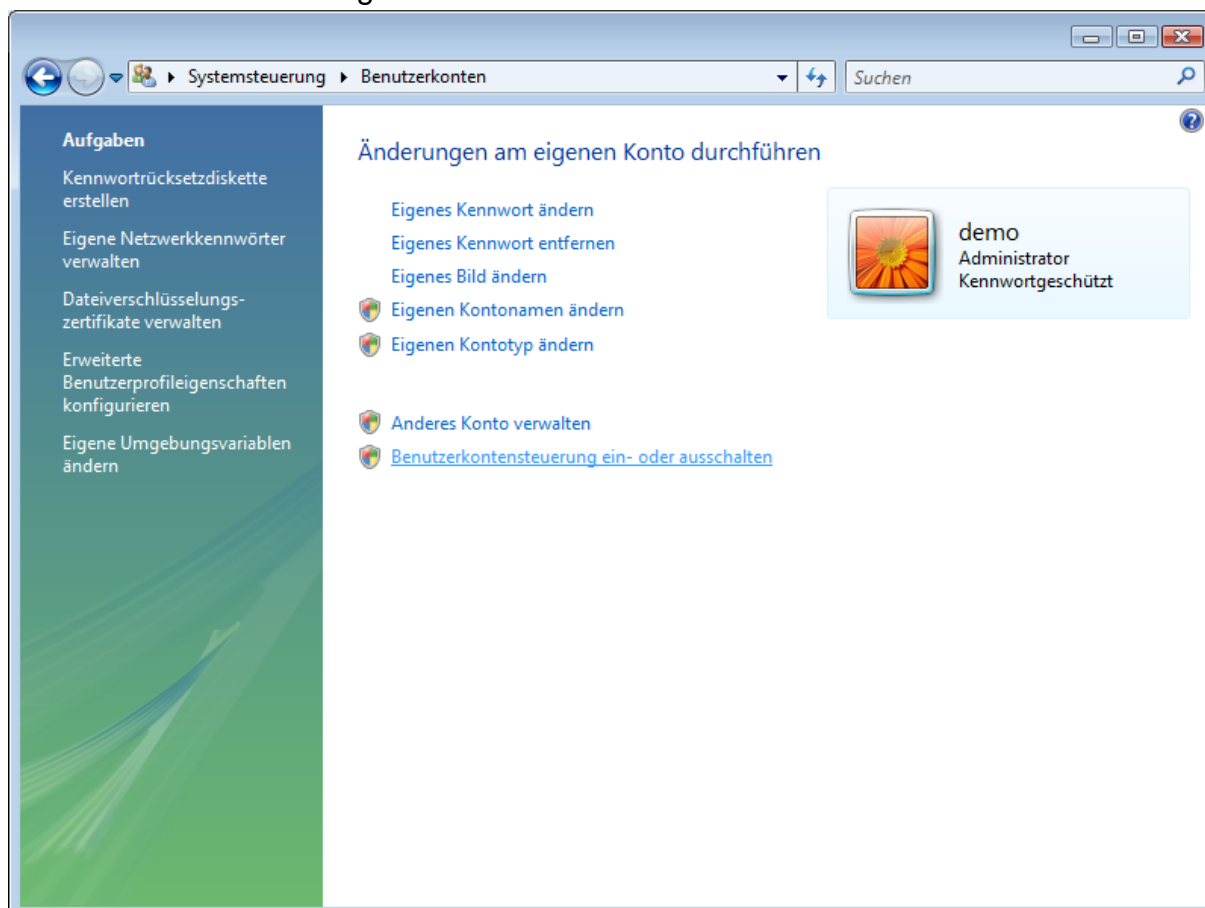 Systemsteuerung ▸ Benutzerkonten
Suchen
Aufgaben
Kennwortrücksetzdiskette
erstellen
Eigene Netzwerkkennwörter
verwalten
Dateiverschlüsselungs-
zertifikate verwalten
Erweiterte
Benutzerprofileigenschaften
konfigurieren
Eigene Umgebungsvariablen
ändern
Änderungen am eigenen Konto durchführen
Eigenes Kennwort ändern
Eigenes Kennwort entfernen
Eigenes Bild ändern
Eigenen Kontonamen ändern
Eigenen Kontotyp ändern
Anderes Konto verwalten
Benutzerkontensteuerung ein- oder ausschalten
demo
Administrator
Kennwortgeschützt